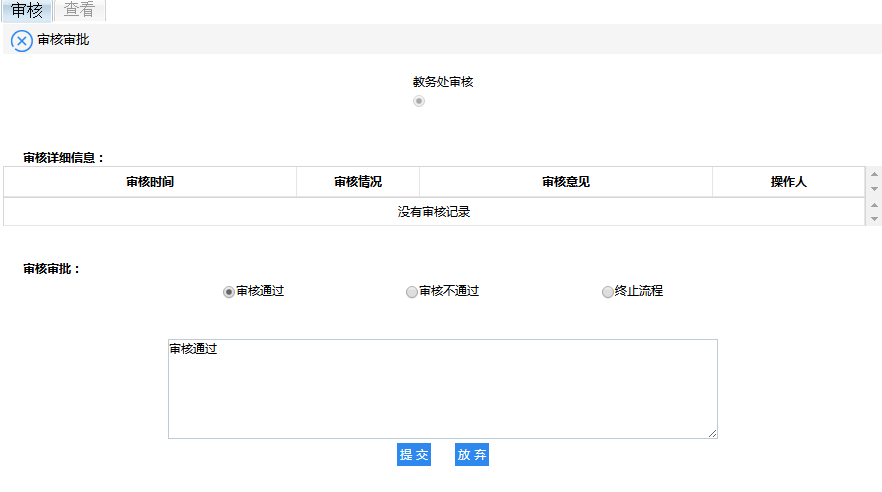 审核 查看
审核审批
教务处审核
审核详细信息：
审核时间 审核情况 审核意见 操作人
没有审核记录
审核审批：
审核通过 审核不通过 终止流程
审核通过
提 交 放 弃